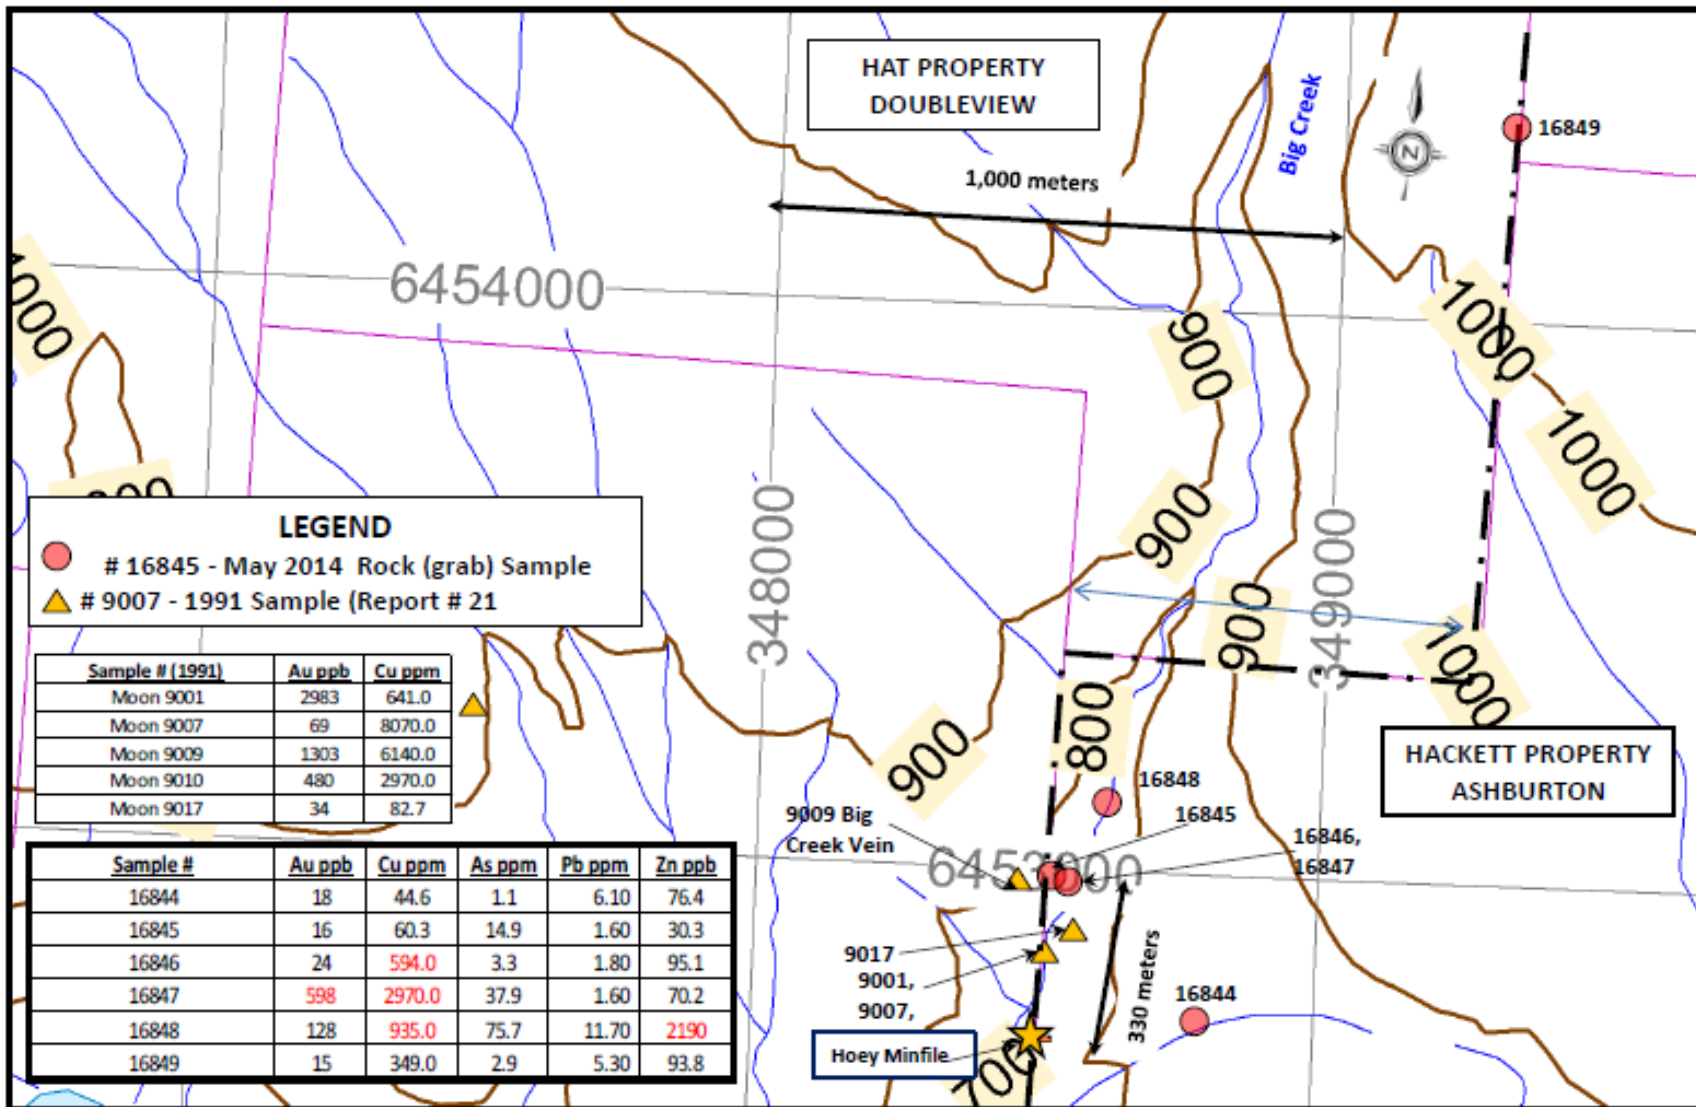 HAT PROPERTY
DOUBLEVIEW
Big Creek
16849
1,000 meters
6454000
1000
1000
1000
900
900
900
900
1000
800
348000
349000
LEGEND
# 16845 - May 2014 Rock (grab) Sample
# 9007 - 1991 Sample (Report # 21
Sample # (1991) Au ppb Cu ppm
Moon 9001 2983 641.0
Moon 9007 69 8070.0
Moon 9009 1303 6140.0
Moon 9010 480 2970.0
Moon 9017 34 82.7
HACKETT PROPERTY
ASHBURTON
16848
16845
9009 Big
Creek Vein
16846,
16847
6453000
Sample # Au ppb Cu ppm As ppm Pb ppm Zn ppb
16844 18 44.6 1.1 6.10 76.4
16845 16 60.3 14.9 1.60 30.3
16846 24 594.0 3.3 1.80 95.1
16847 598 2970.0 37.9 1.60 70.2
16848 128 935.0 75.7 11.70 2190
16849 15 349.0 2.9 5.30 93.8
9017
9001,
9007,
330 meters
16844
Hoey Minfile
700
N